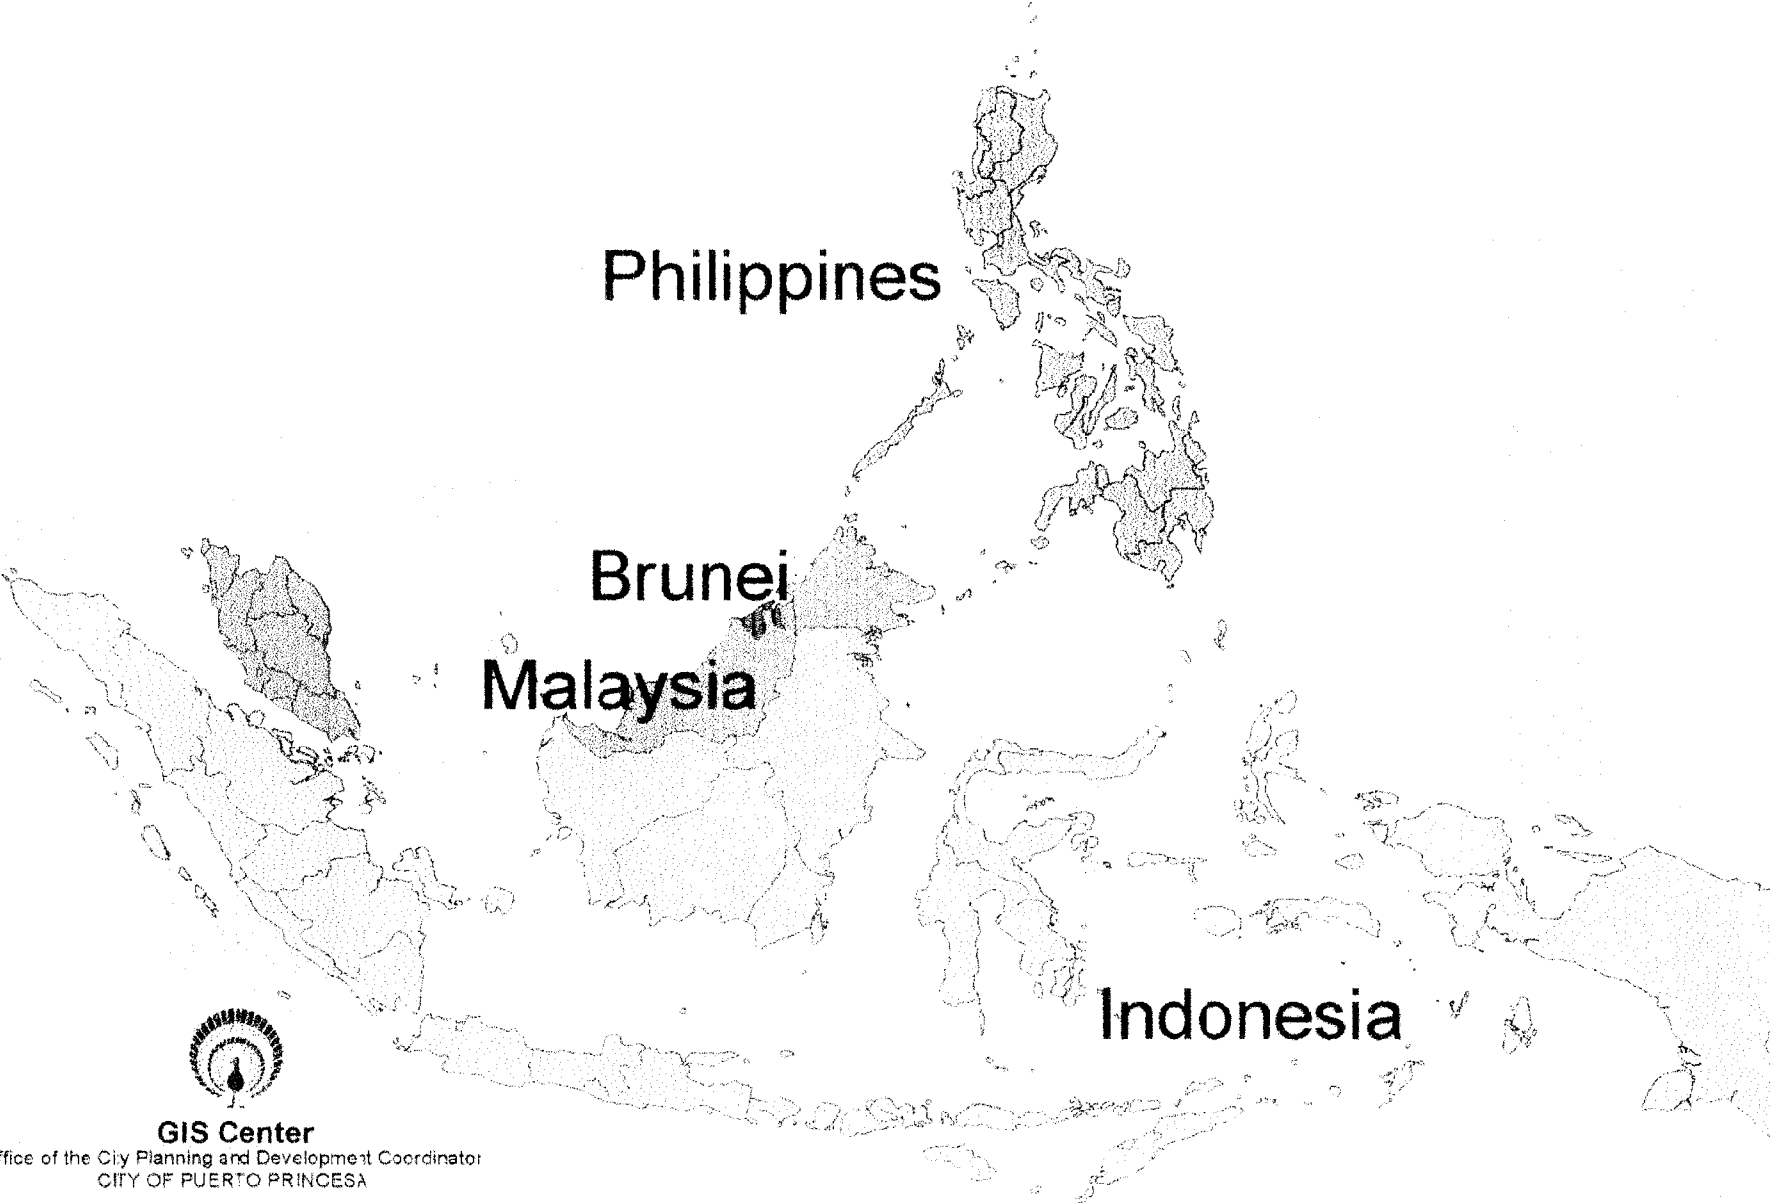 Philippines
Brunei
Malaysia
Indonesia
GIS Center
ffice of the City Planning and Development Coordinator
CITY OF PUERTO PRINCESA